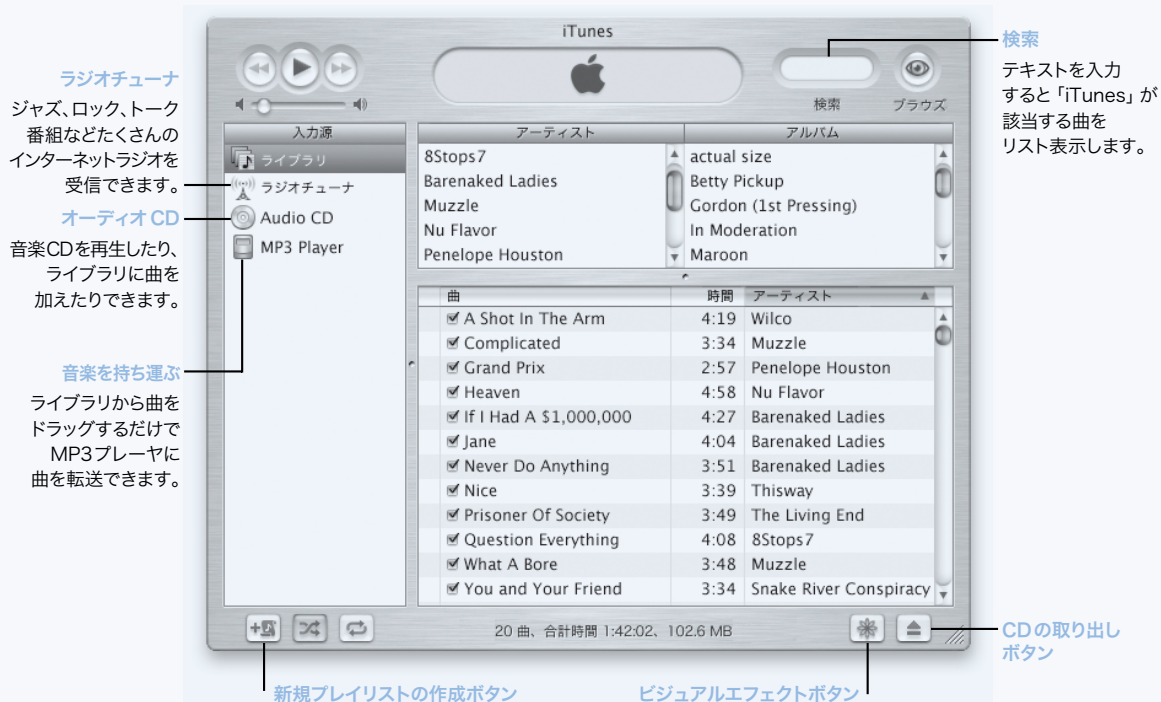 iTunes
検索
ブラウズ
入力源
ライブラリ
ラジオチューナ
Audio CD
MP3 Player
アーティスト
アルバム
8Stops7
Barenaked Ladies
Muzzle
Nu Flavor
Penelope Houston
actual size
Betty Pickup
Gordon (1st Pressing)
In Moderation
Maroon
曲 時間 アーティスト
A Shot In The Arm 4:19 Wilco
Complicated 3:34 Muzzle
Grand Prix 2:57 Penelope Houston
Heaven 4:58 Nu Flavor
If I Had A $1,000,000 4:27 Barenaked Ladies
Jane 4:04 Barenaked Ladies
Never Do Anything 3:51 Barenaked Ladies
Nice 3:39 Thisway
Prisoner Of Society 3:49 The Living End
Question Everything 4:08 8Stops7
What A Bore 3:48 Muzzle
You and Your Friend 3:34 Snake River Conspiracy
20 曲、合計時間 1:42:02、102.6 MB
ラジオチューナ
ジャズ、ロック、トーク
番組などたくさんの
インターネットラジオを
受信できます。
オーディオ CD
音楽CDを再生したり、
ライブラリに曲を
加えたりできます。
音楽を持ち運ぶ
ライブラリから曲を
ドラッグするだけで
MP3プレーヤに
曲を転送できます。
検索
テキストを入力
すると「iTunes」が
該当する曲を
リスト表示します。
CDの取り出し
ボタン
新規プレイリストの作成ボタン
ビジュアルエフェクトボタン